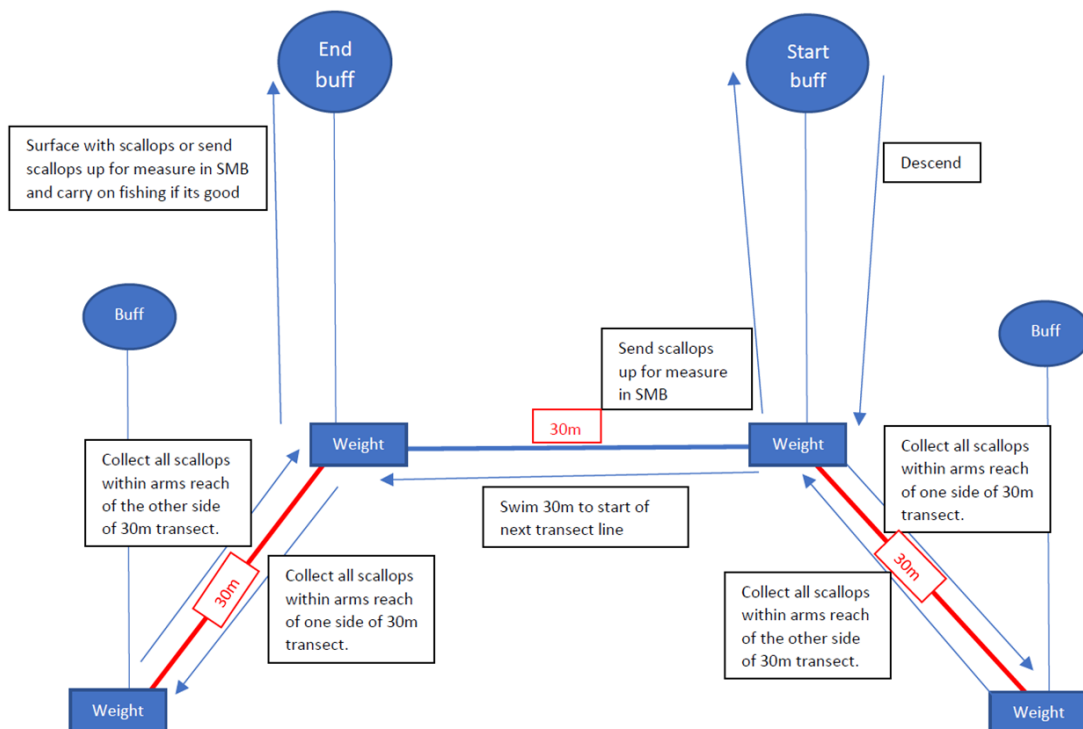 End
buff
Start
buff
Surface with scallops or send
scallops up for measure in SMB
and carry on fishing if its good
Descend
Buff
Buff
Send scallops
up for measure
in SMB
30m
Weight
Weight
Collect all scallops
within arms reach
of the other side
of 30m transect.
Collect all scallops
within arms reach
of one side of 30m
transect.
Swim 30m to start of
next transect line
30m
30m
Collect all scallops
within arms reach
of one side of 30m
transect.
Collect all scallops
within arms reach
of the other side
of 30m transect.
Weight
Weight